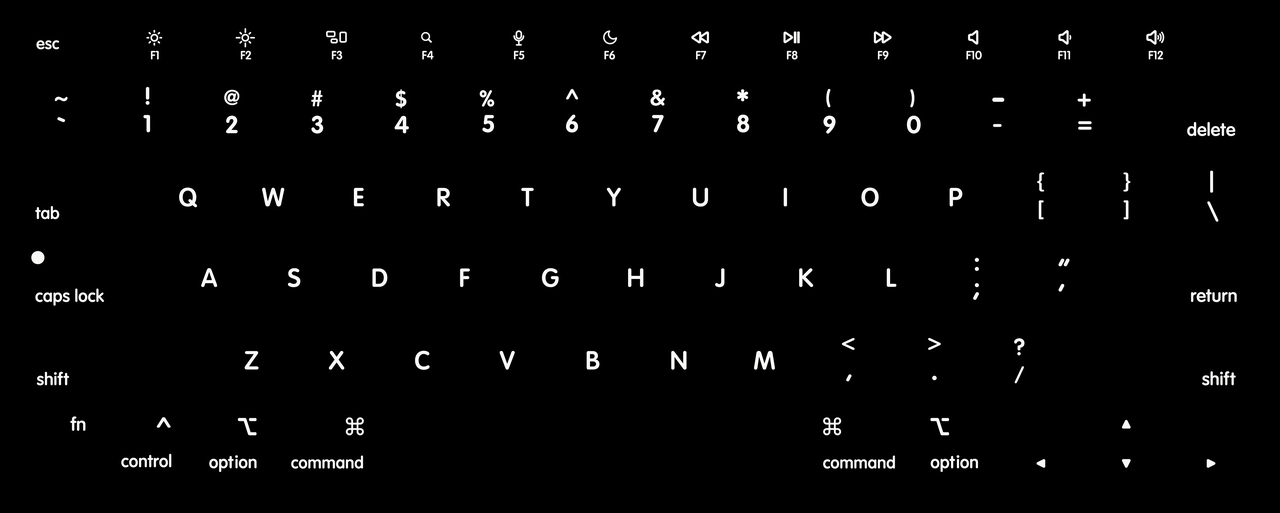 esc
F1 F2 F3 F4 F5 F6 F7 F8 F9 F10 F11 F12
~ ! @ # $ % ^ & * ( ) – +
` 1 2 3 4 5 6 7 8 9 0 - = delete
{ } |
tab Q W E R T Y U I O P [ ] \
A S D F G H J K L : "
caps lock ; ' return
Z X C V B N M < > ?
shift , . / shift
fn ^ ⌥ ⌘ ⌘ ⌥ ▲
control option command command option ◀ ▼ ▶